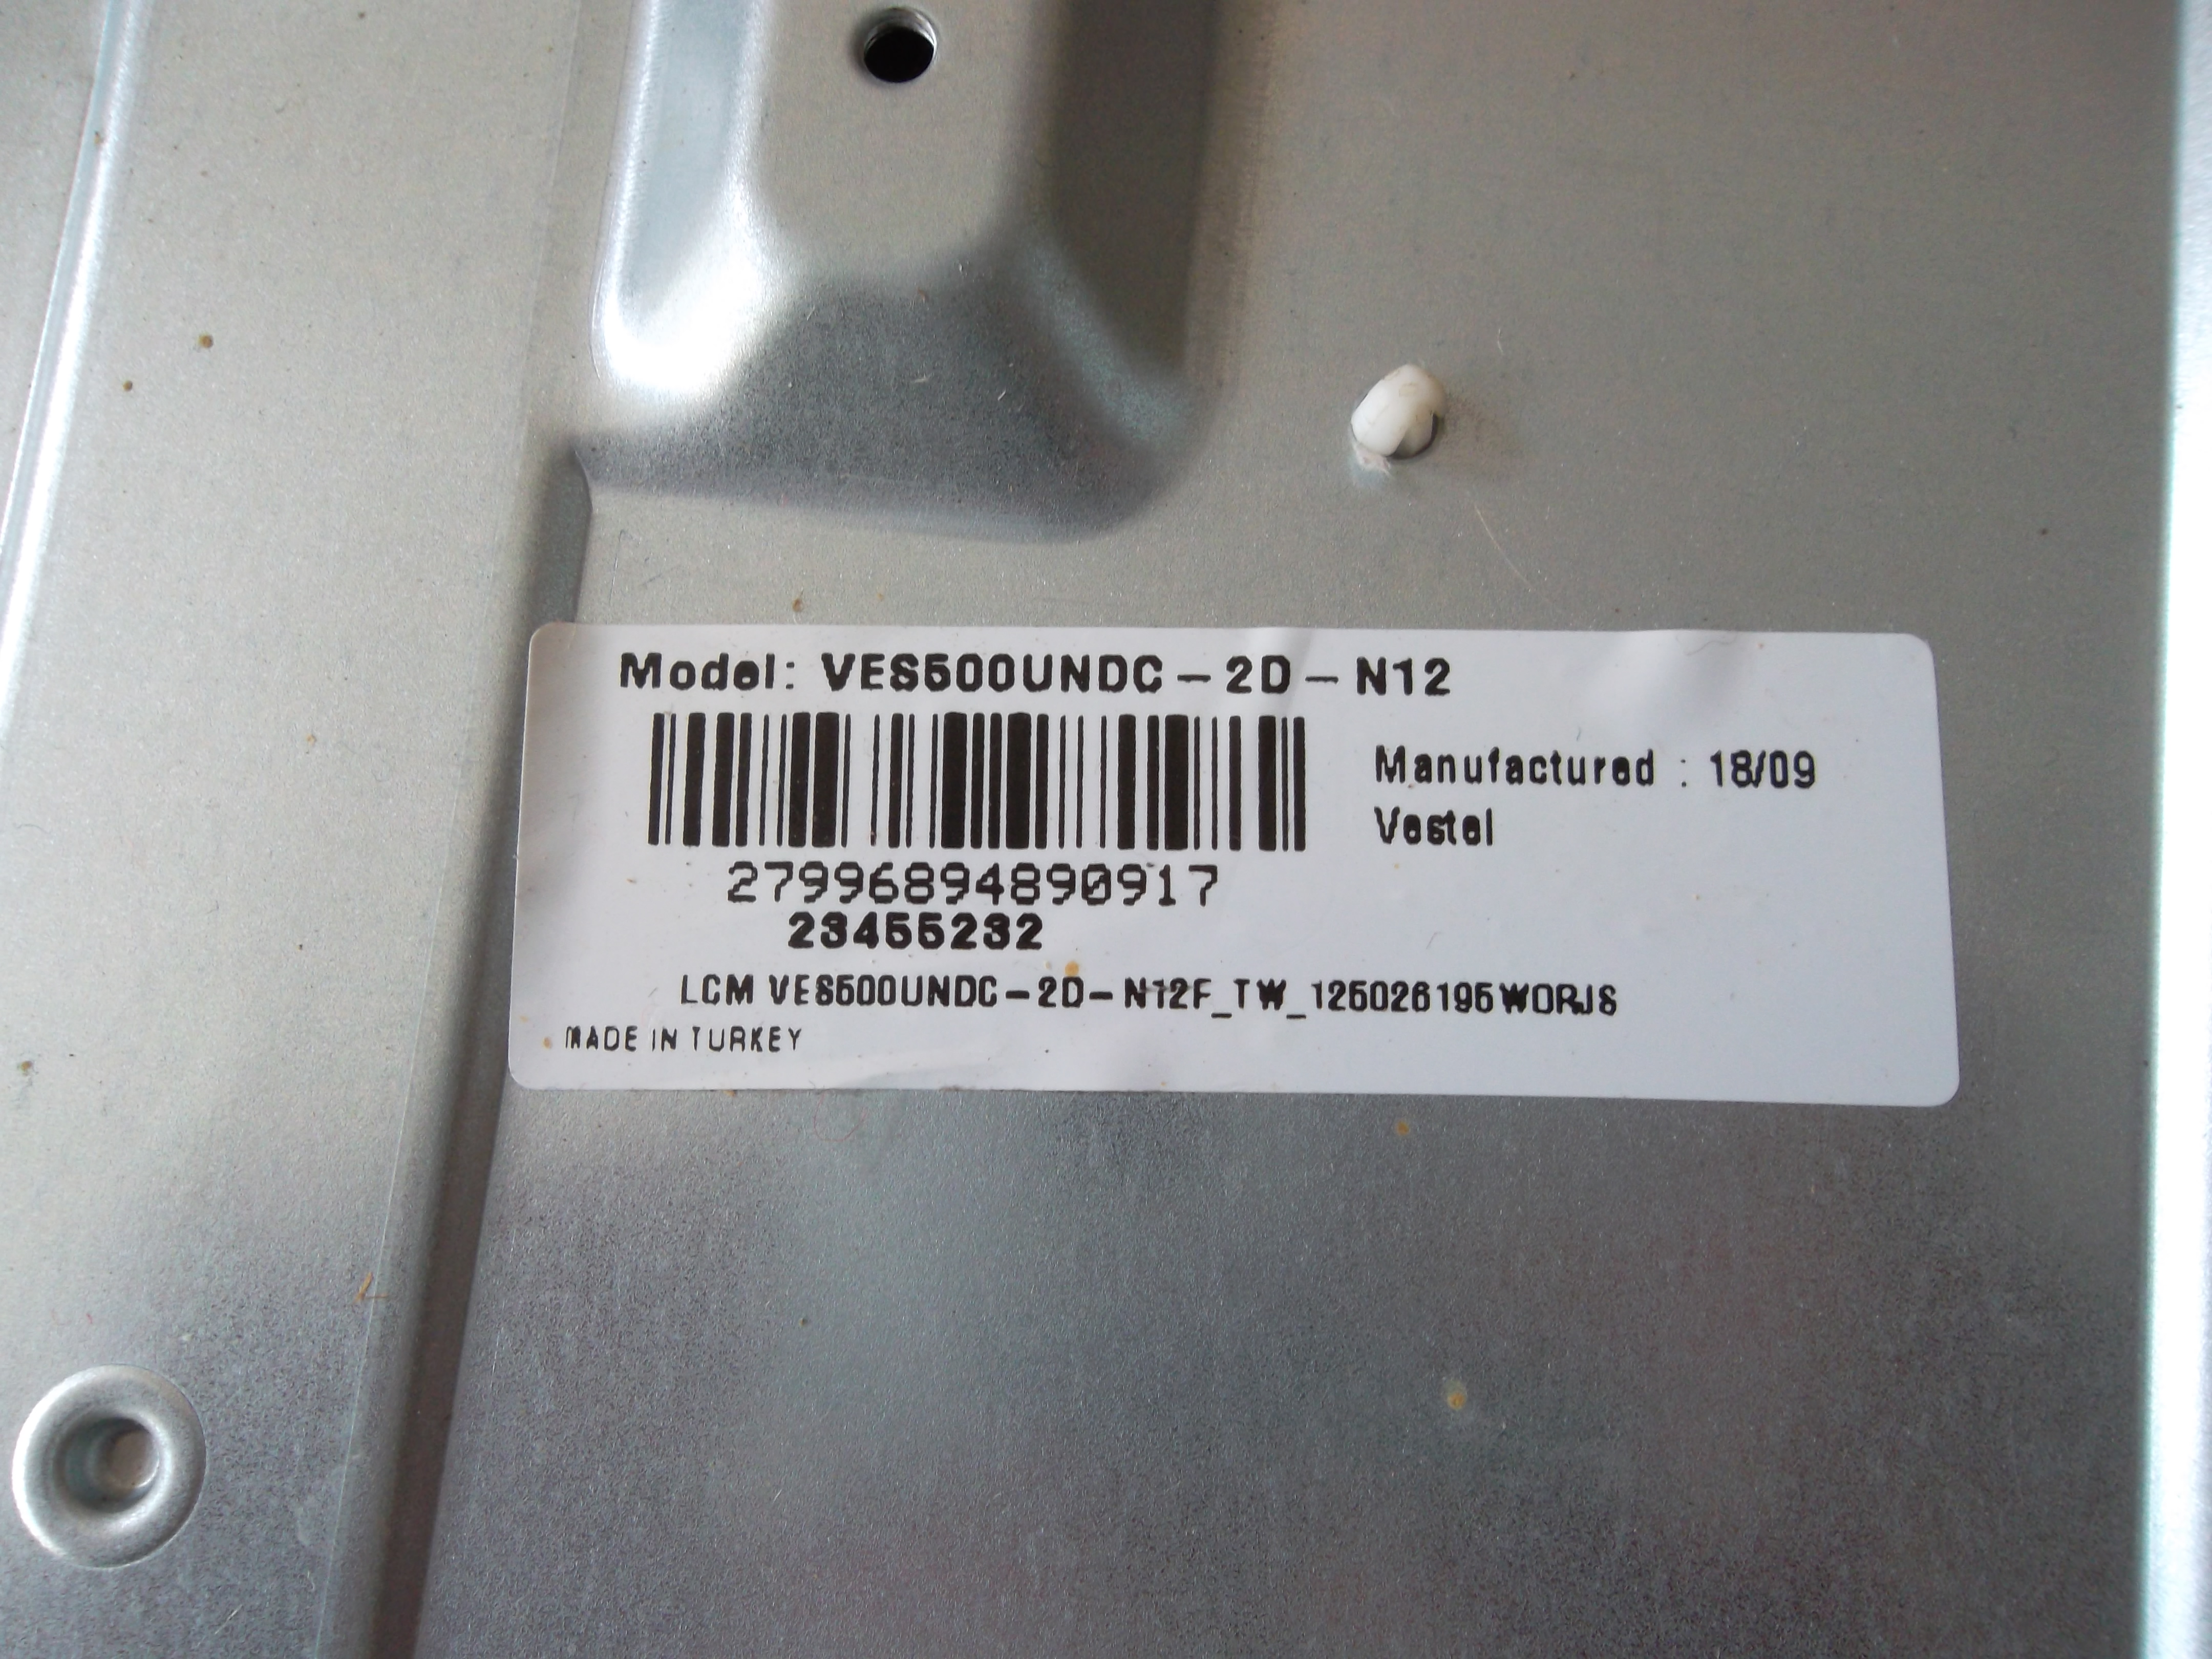 Model: VES500UNDC-2D-N12
Manufactured : 18/09
Vestel
27996894890917
23455232
LCM VES500UNDC-2D-N12F_TW_125026195WORJS
MADE IN TURKEY